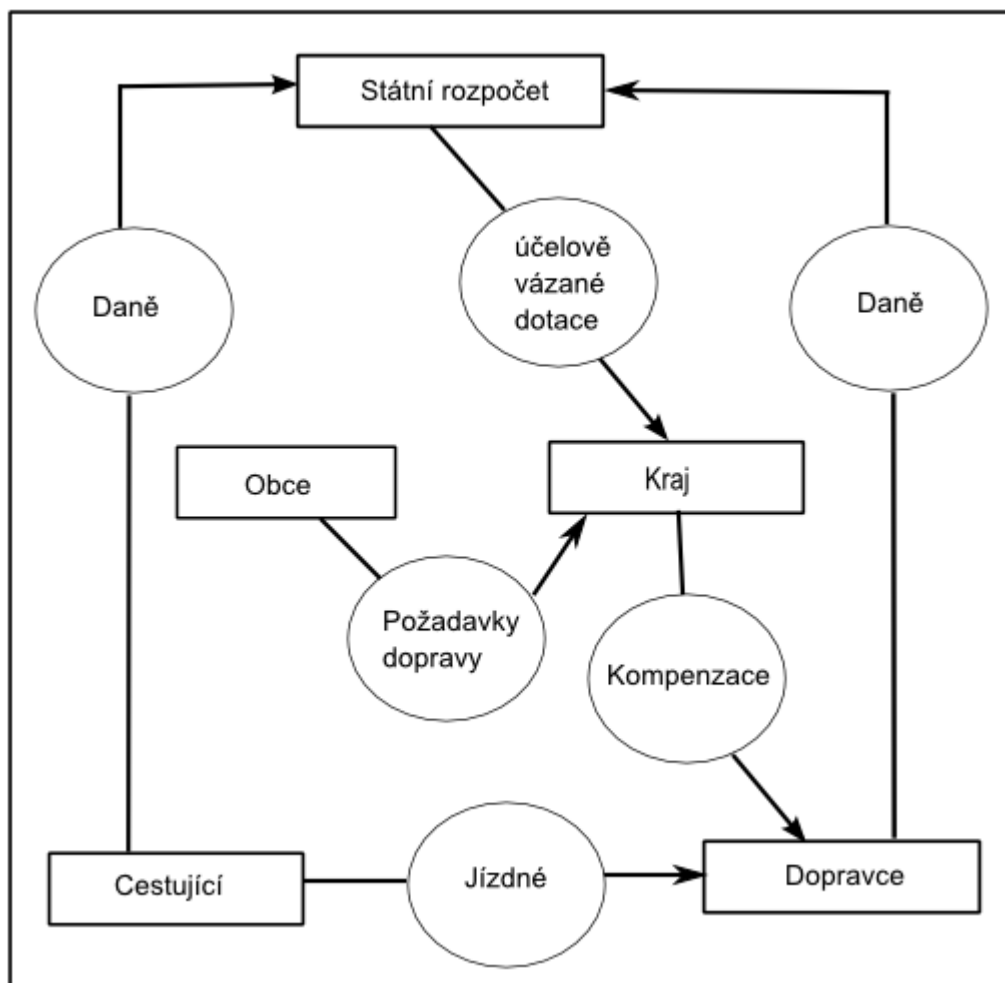 Státní rozpočet
účelově
vázané
dotace
Daně
Daně
Obce
Kraj
Požadavky
dopravy
Kompenzace
Cestující
Jízdné
Dopravce